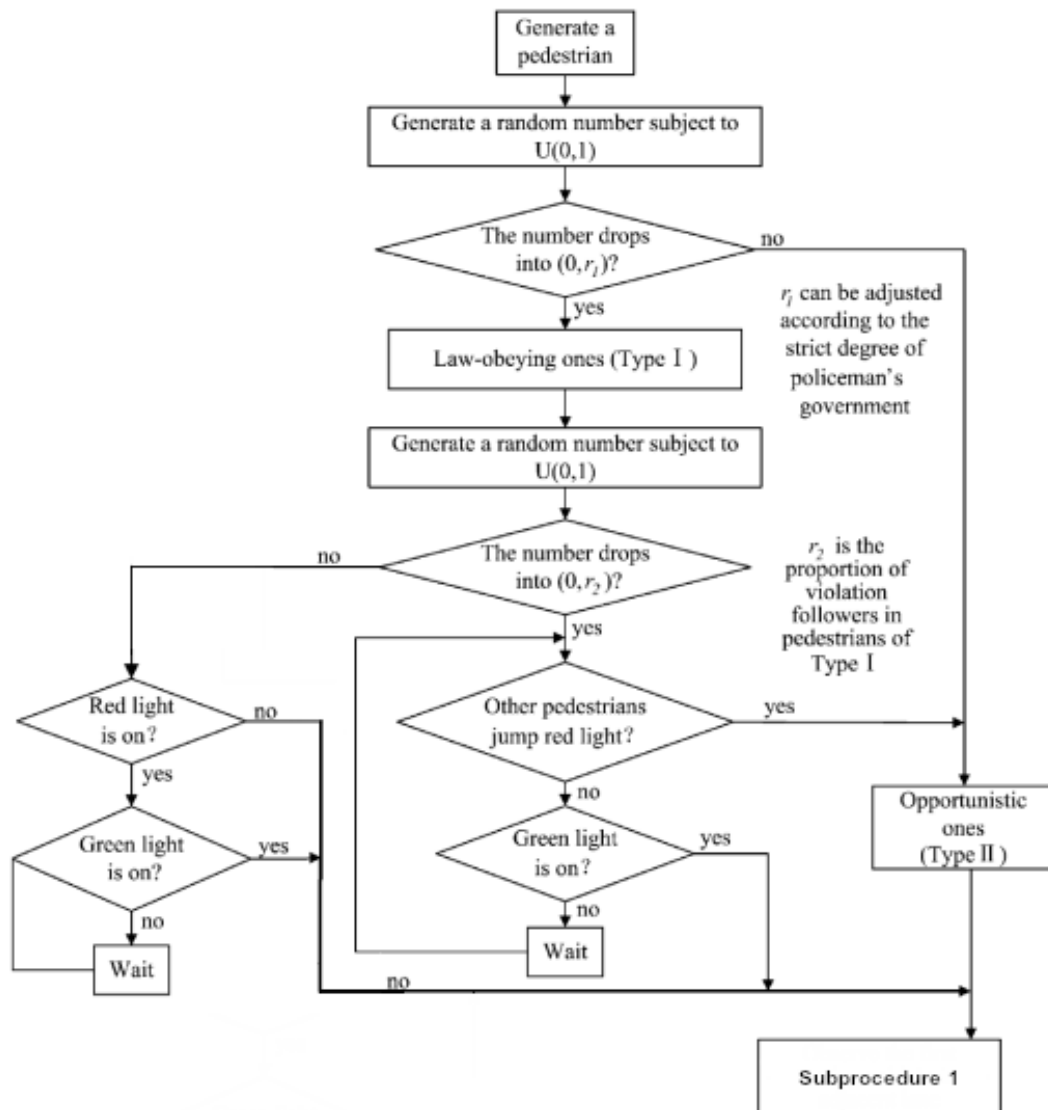 Generate a
pedestrian
Generate a random number subject to
U(0,1)
The number drops
into (0,r₁)?
no
yes
r₁ can be adjusted
according to the
strict degree of
policeman's
government
Law-obeying ones (Type Ⅰ)
Generate a random number subject to
U(0,1)
The number drops
into (0,r₂)?
no
yes
r₂ is the
proportion of
violation
followers in
pedestrians of
Type Ⅰ
Red light
is on?
no
yes
Other pedestrians
jump red light?
yes
no
Green light
is on?
yes
no
Wait
Green light
is on?
yes
no
Wait
Opportunistic
ones
(Type Ⅱ)
no
Subprocedure 1